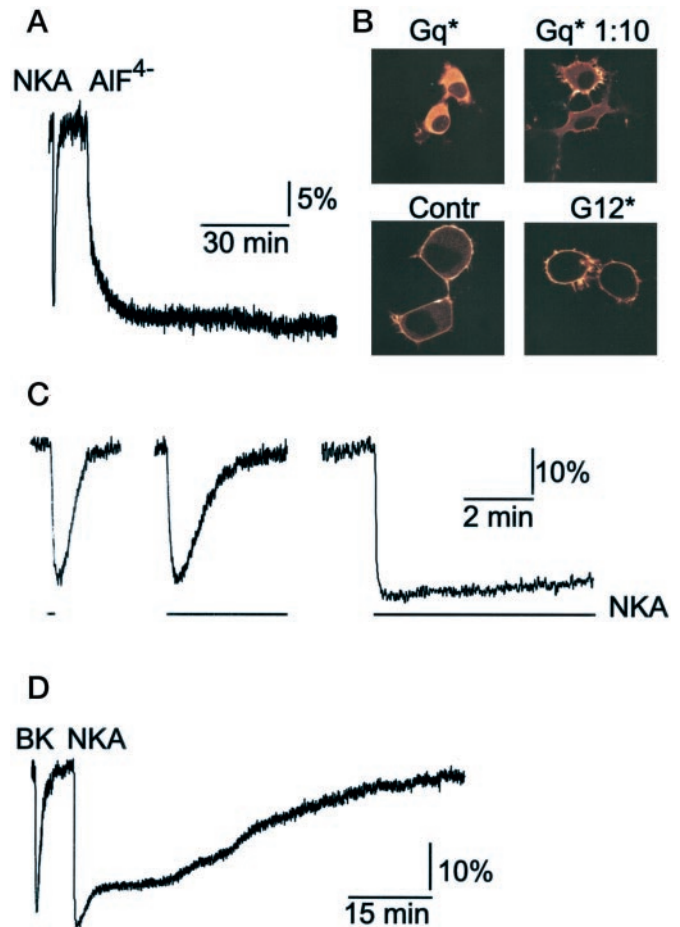 A
NKA AlF4-
5%
30 min
B
Gq* Gq* 1:10
Contr G12*
C
10%
2 min
NKA
D
BK NKA
10%
15 min